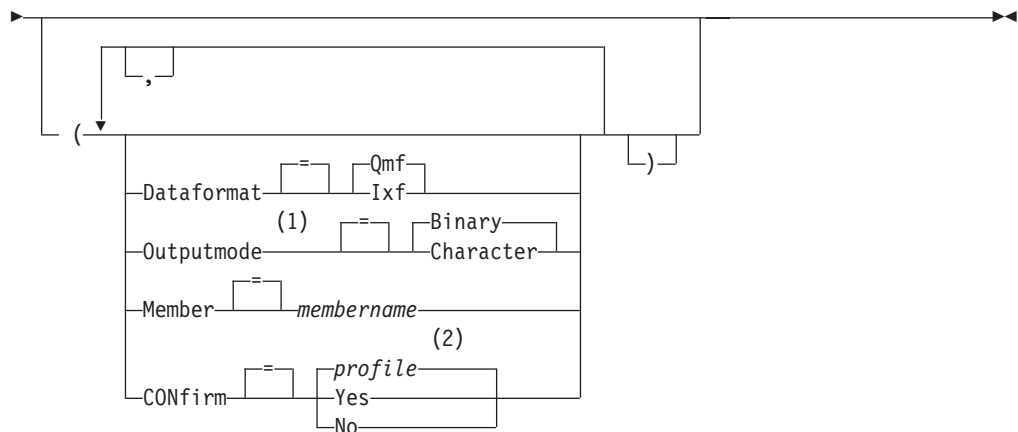 ,
(
)
= Qmf
Dataformat Ixf
(1)
= Binary
Outputmode Character
=
Member membername
(2)
= profile
CONfirm Yes
No